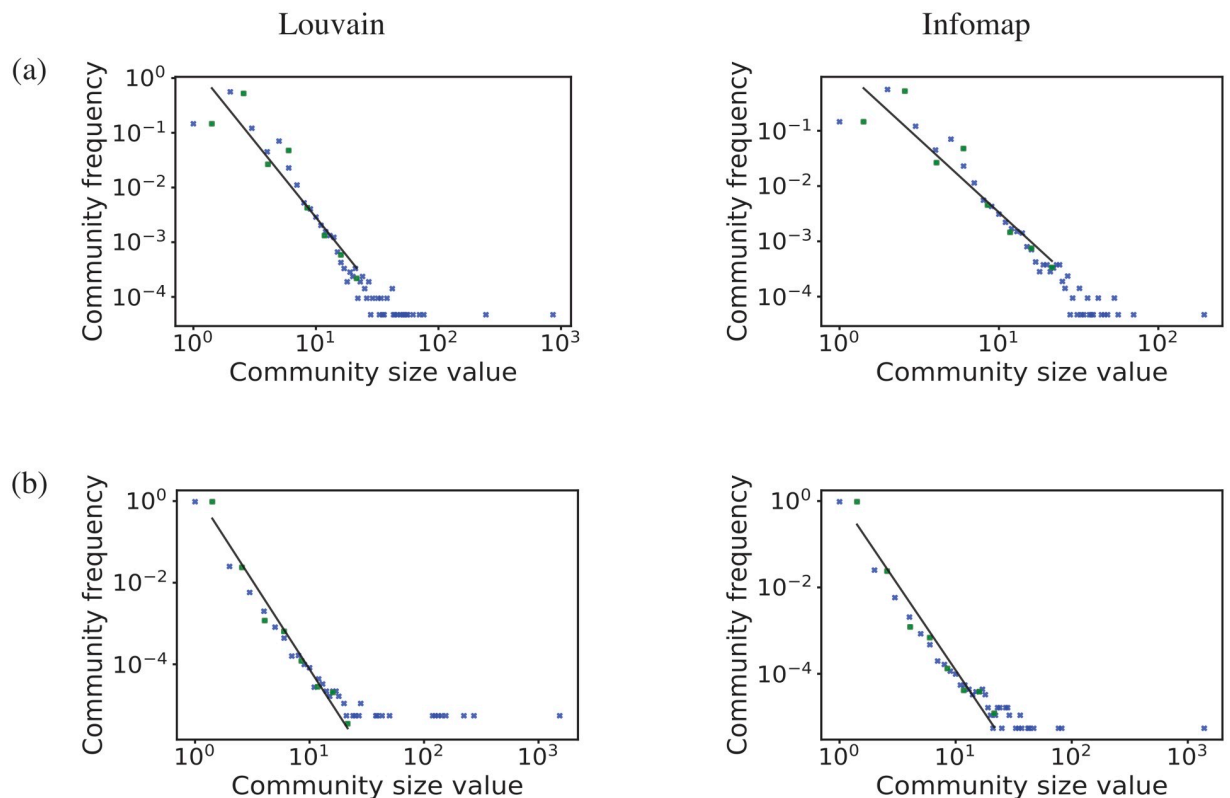 Louvain
Infomap
(a)
Community frequency
10^0
10^-1
10^-2
10^-3
10^-4
10^0 10^1 10^2 10^3
Community size value
Community frequency
10^-1
10^-2
10^-3
10^-4
10^0 10^1 10^2
Community size value
(b)
Community frequency
10^0
10^-2
10^-4
10^0 10^1 10^2 10^3
Community size value
Community frequency
10^0
10^-2
10^-4
10^0 10^1 10^2 10^3
Community size value